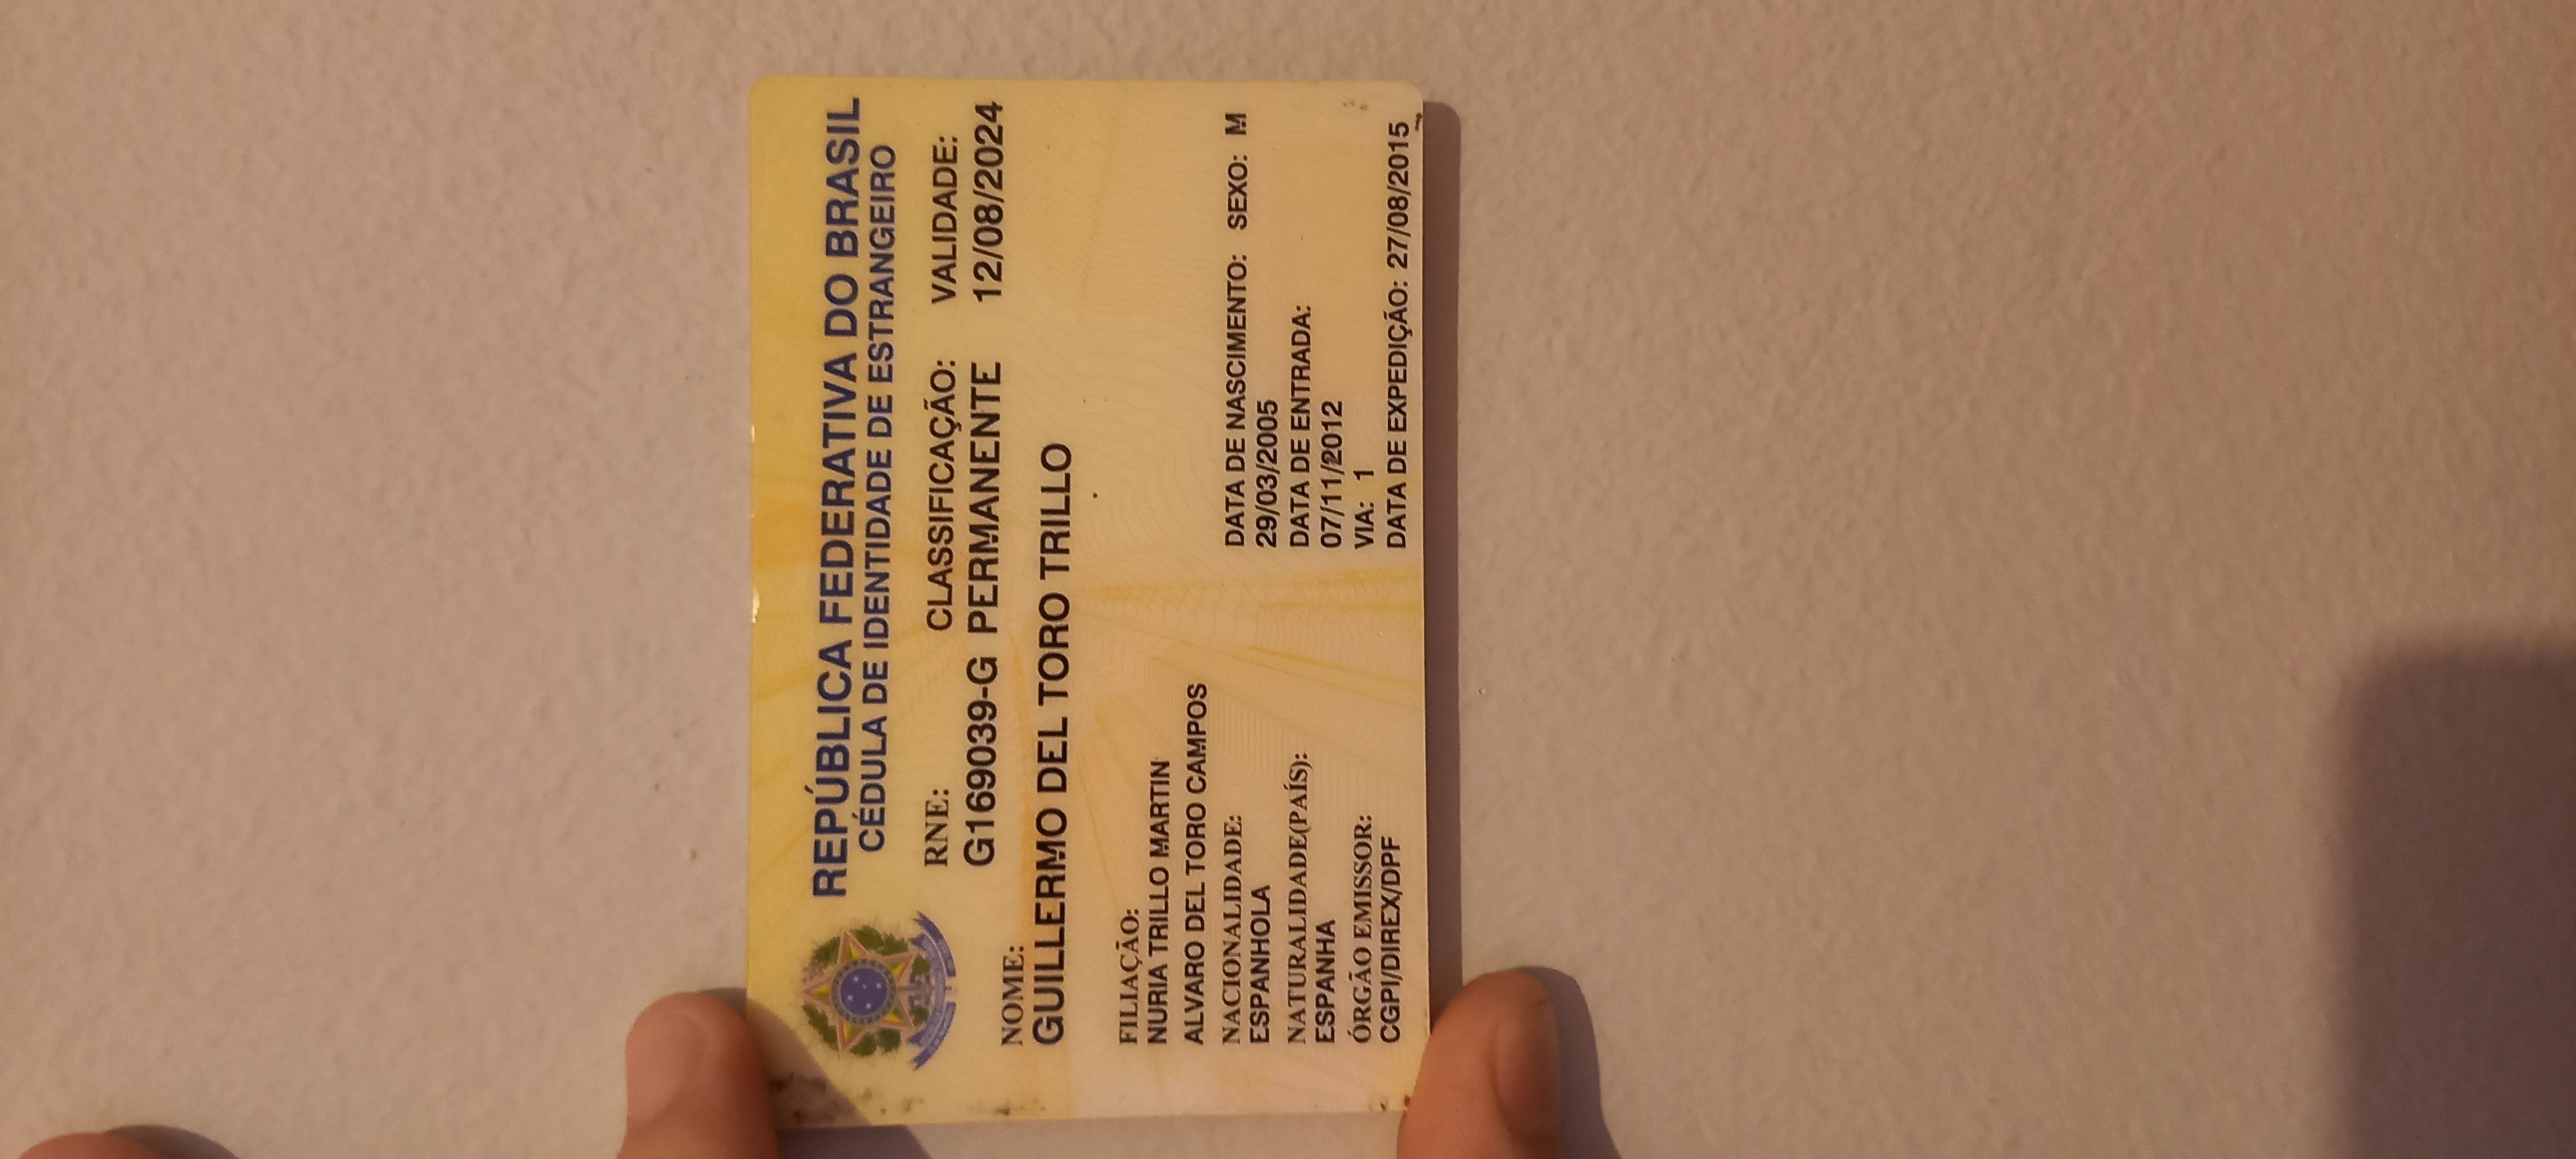 REPÚBLICA FEDERATIVA DO BRASIL
CÉDULA DE IDENTIDADE DE ESTRANGEIRO
RNE: CLASSIFICAÇÃO: VALIDADE:
G169039-G PERMANENTE 12/08/2024
NOME:
GUILLERMO DEL TORO TRILLO
FILIAÇÃO:
NURIA TRILLO MARTIN
ALVARO DEL TORO CAMPOS
NACIONALIDADE:
ESPANHOLA
NATURALIDADE(PAÍS):
ESPANHA
ÓRGÃO EMISSOR:
CGPI/DIREX/DPF
DATA DE NASCIMENTO: SEXO: M
29/03/2005
DATA DE ENTRADA:
07/11/2012
VIA: 1
DATA DE EXPEDIÇÃO: 27/08/2015